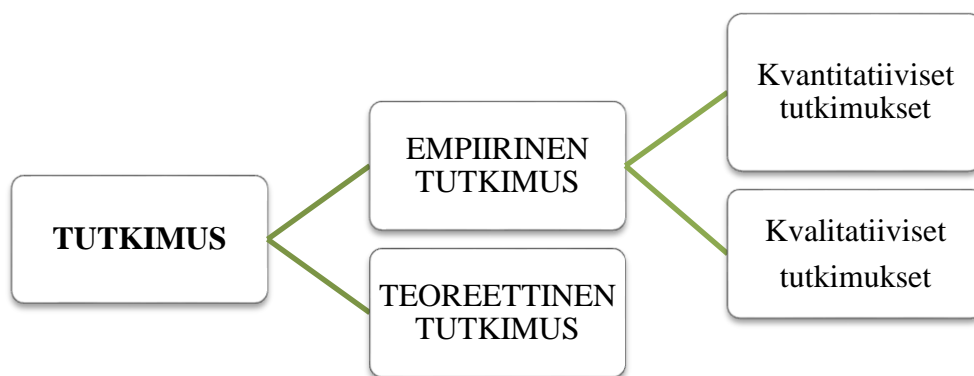 TUTKIMUS
EMPIIRINEN
TUTKIMUS
TEOREETTINEN
TUTKIMUS
Kvantitatiiviset
tutkimukset
Kvalitatiiviset
tutkimukset